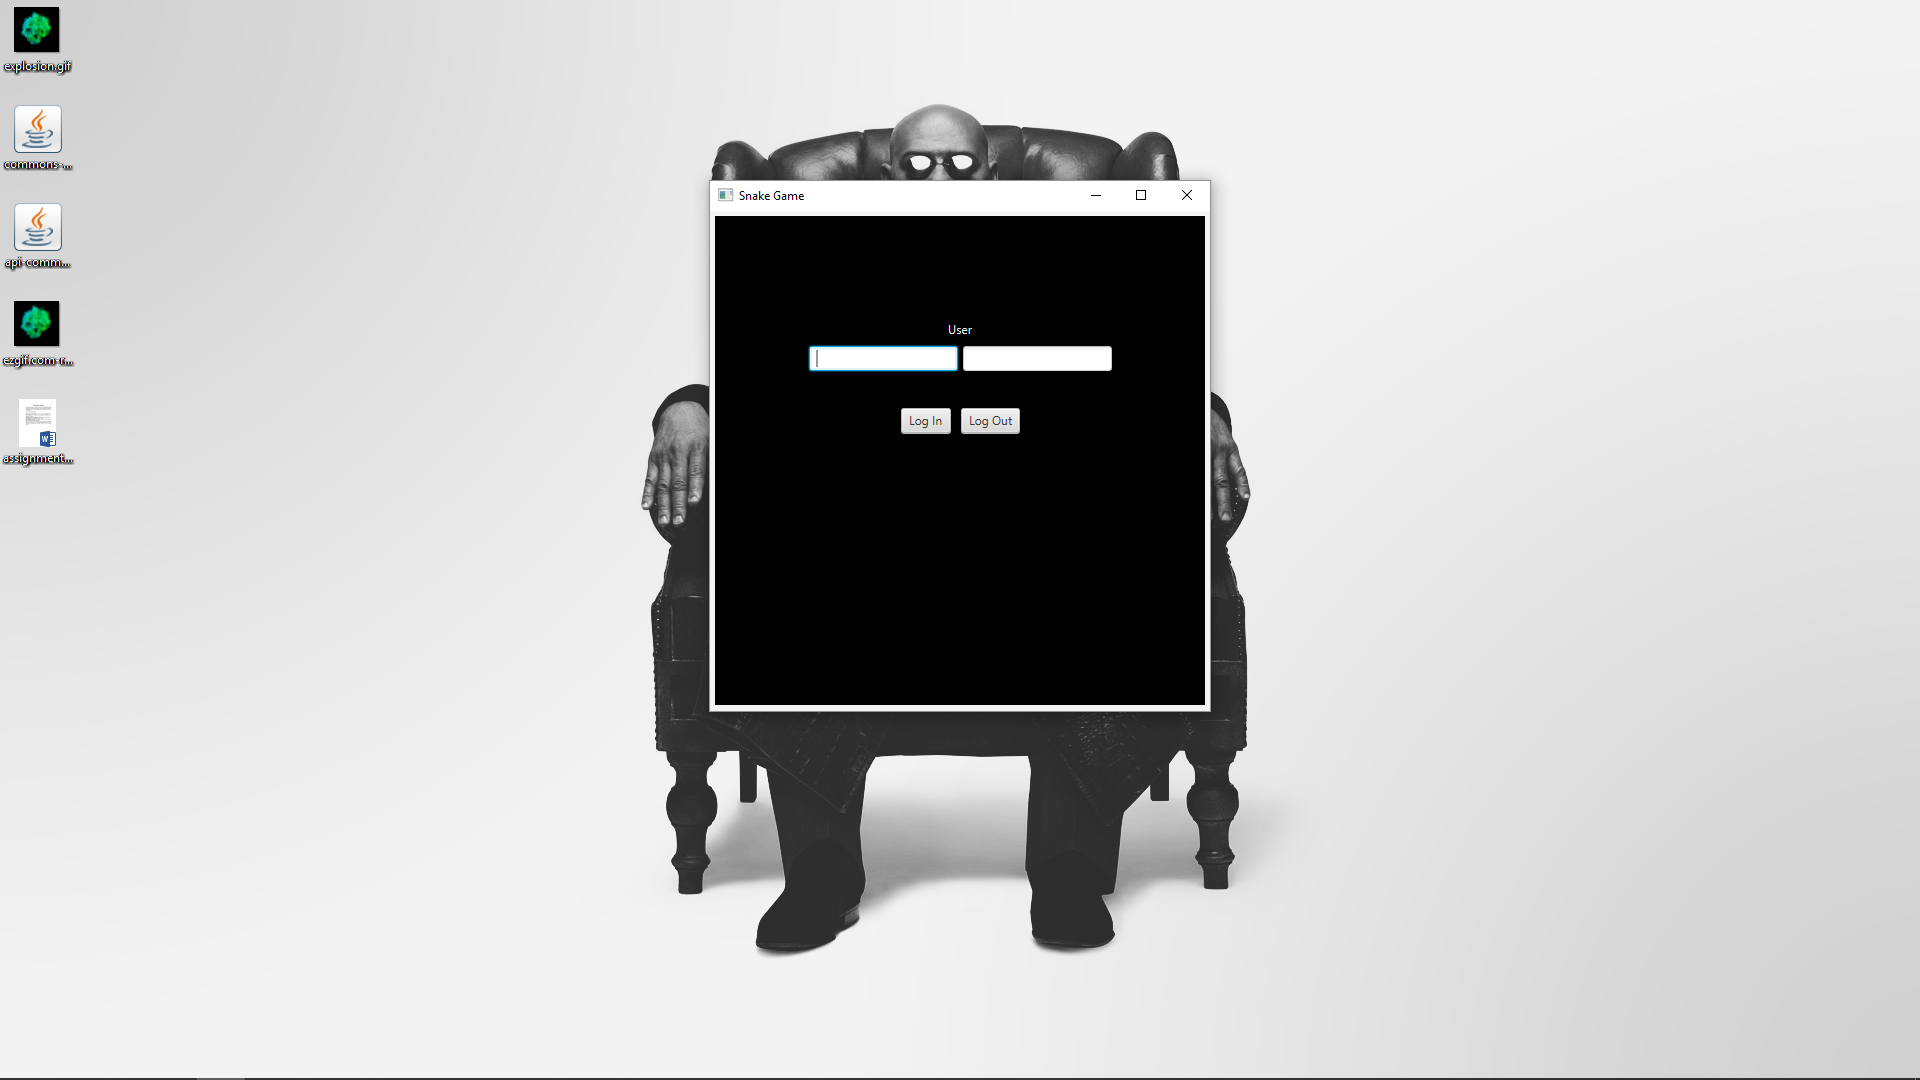 explosion.gif
commons-...
api-comm...
ezgif.com-r...
assignment...
Snake Game
User
Log In
Log Out